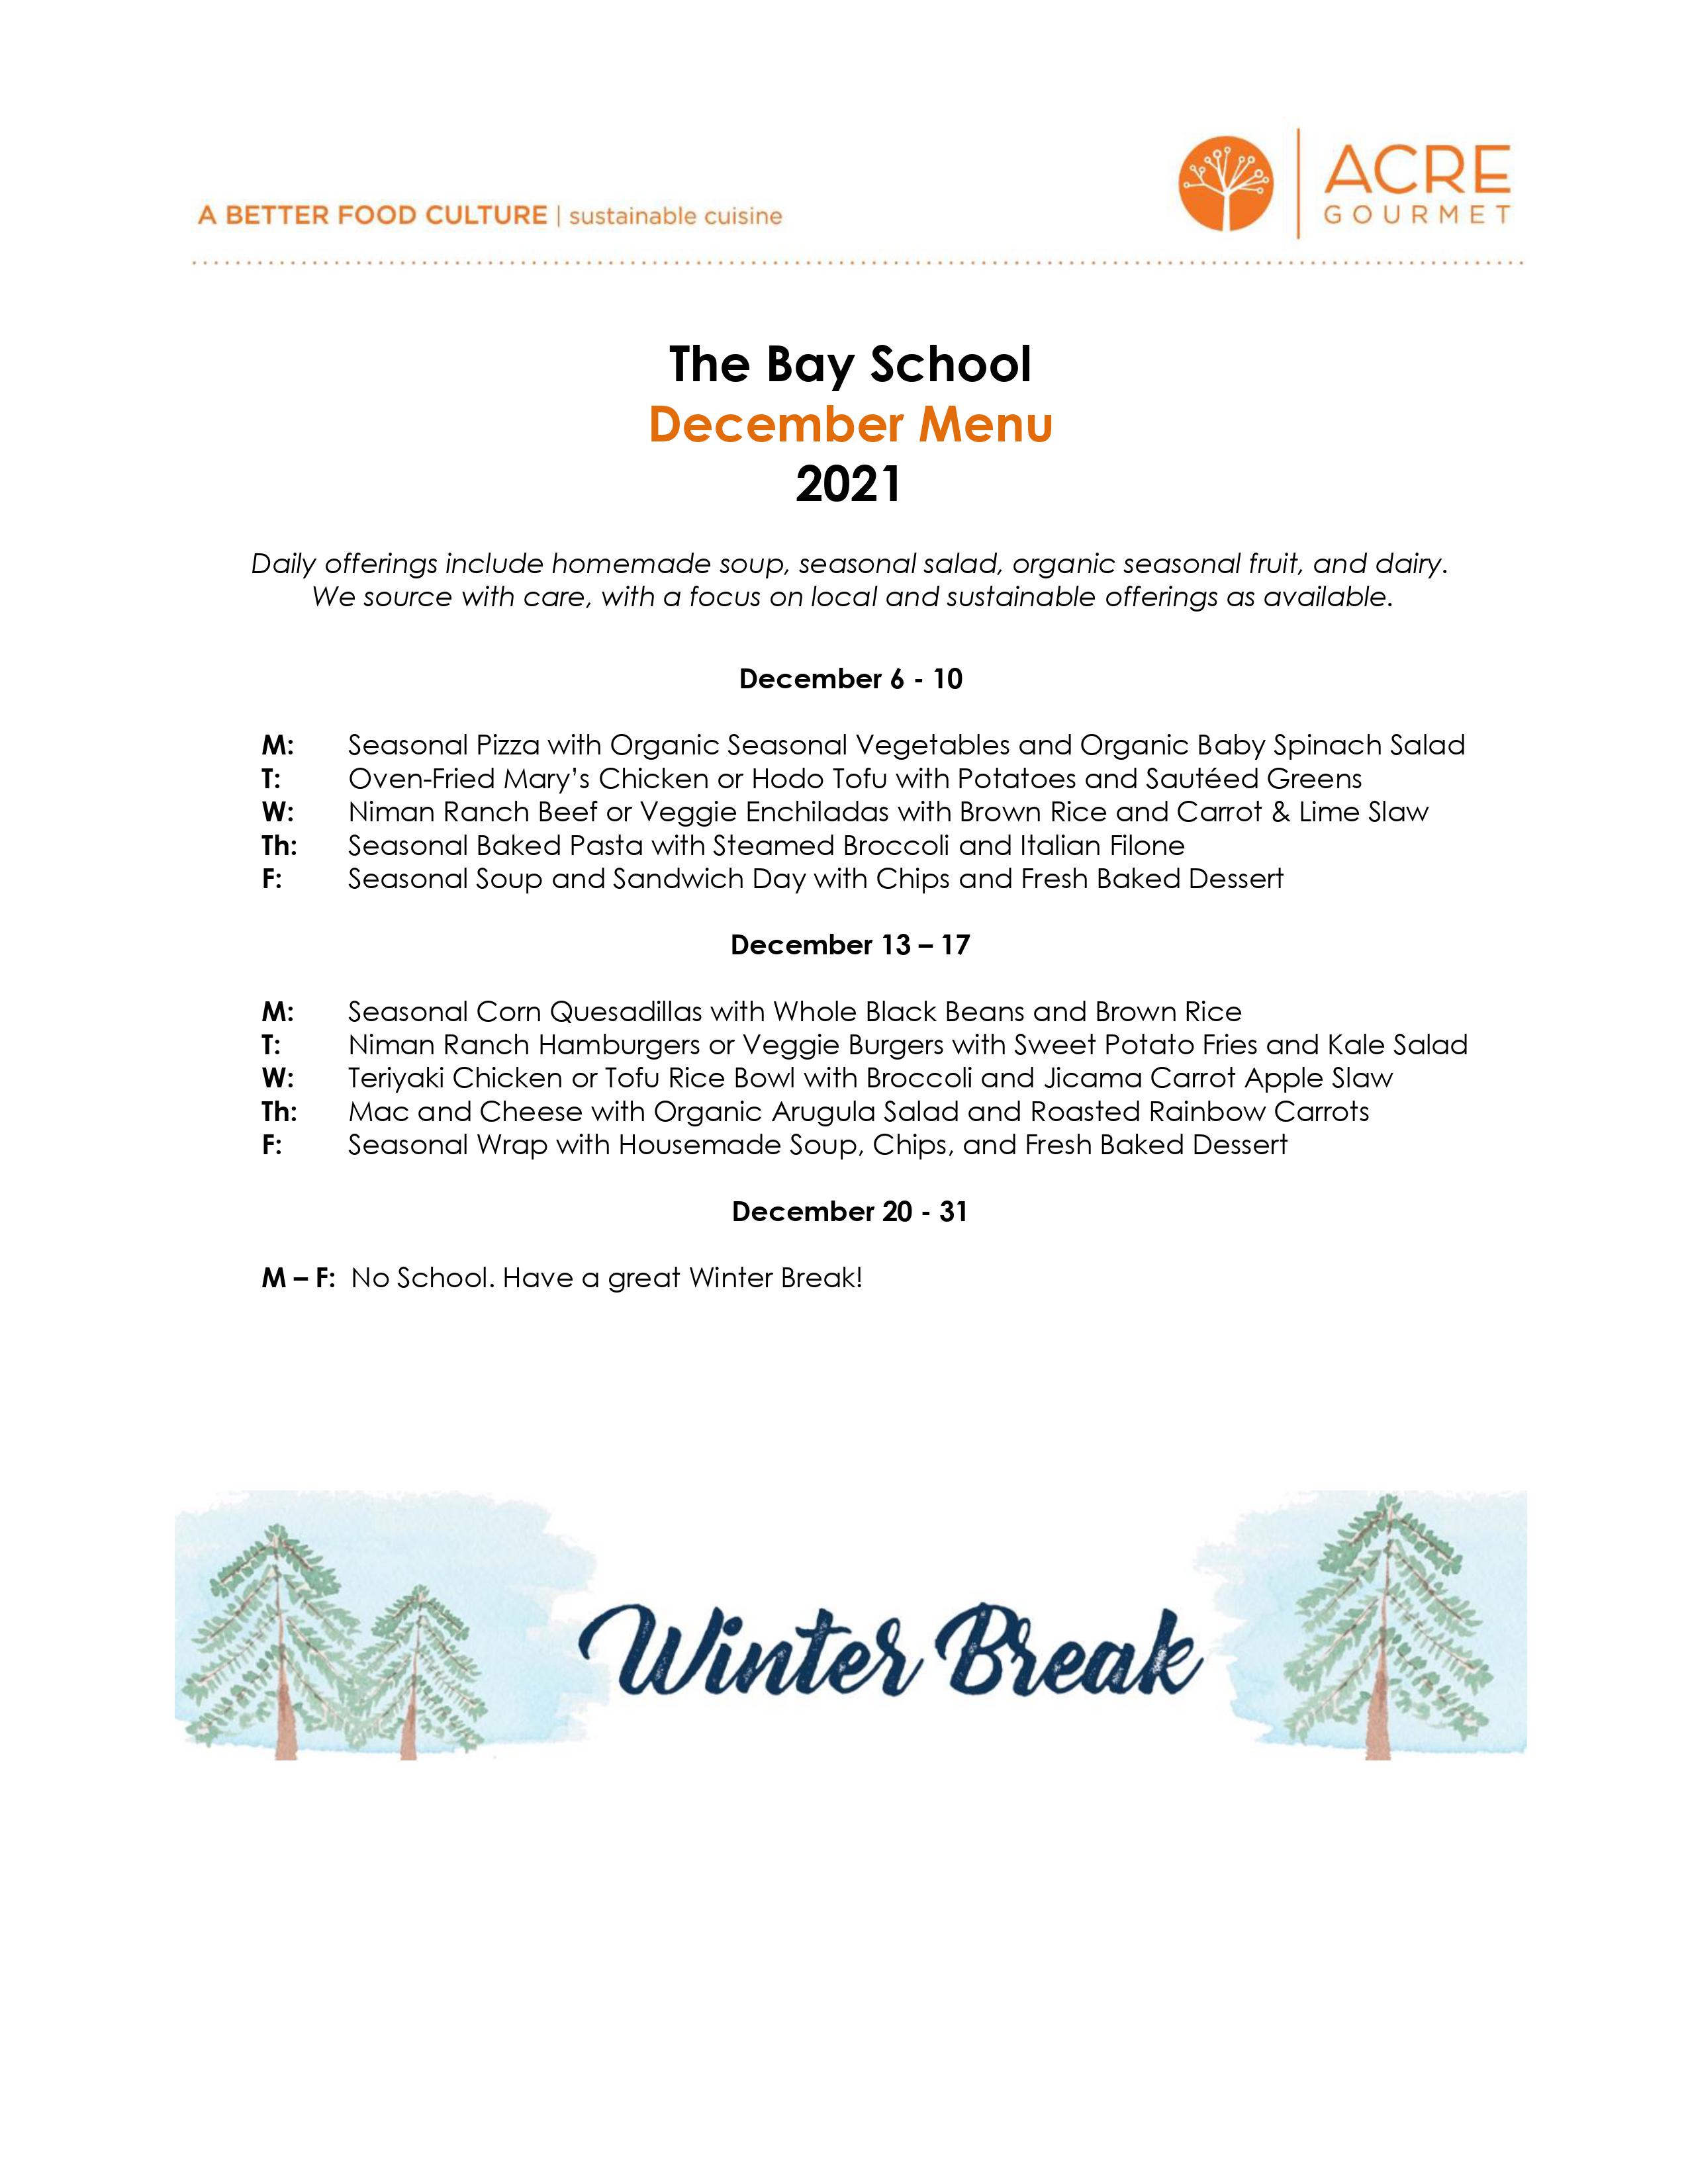 A BETTER FOOD CULTURE | sustainable cuisine
ACRE
GOURMET
The Bay School
December Menu
2021
Daily offerings include homemade soup, seasonal salad, organic seasonal fruit, and dairy.
We source with care, with a focus on local and sustainable offerings as available.
December 6 - 10
M: Seasonal Pizza with Organic Seasonal Vegetables and Organic Baby Spinach Salad
T: Oven-Fried Mary’s Chicken or Hodo Tofu with Potatoes and Sautéed Greens
W: Niman Ranch Beef or Veggie Enchiladas with Brown Rice and Carrot & Lime Slaw
Th: Seasonal Baked Pasta with Steamed Broccoli and Italian Filone
F: Seasonal Soup and Sandwich Day with Chips and Fresh Baked Dessert
December 13 – 17
M: Seasonal Corn Quesadillas with Whole Black Beans and Brown Rice
T: Niman Ranch Hamburgers or Veggie Burgers with Sweet Potato Fries and Kale Salad
W: Teriyaki Chicken or Tofu Rice Bowl with Broccoli and Jicama Carrot Apple Slaw
Th: Mac and Cheese with Organic Arugula Salad and Roasted Rainbow Carrots
F: Seasonal Wrap with Housemade Soup, Chips, and Fresh Baked Dessert
December 20 - 31
M – F: No School. Have a great Winter Break!
Winter Break